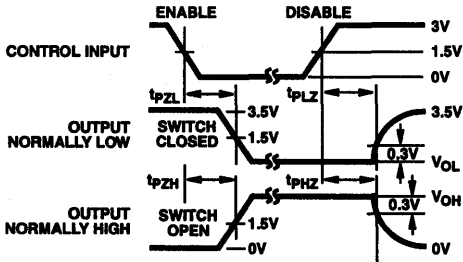 ENABLE DISABLE
3V
CONTROL INPUT 1.5V
0V
tPZL tPLZ
3.5V 3.5V
OUTPUT NORMALLY LOW
SWITCH CLOSED
1.5V
0.3V
VOL
tPZH tPHZ
VOH
0.3V
OUTPUT NORMALLY HIGH
SWITCH OPEN
1.5V
0V